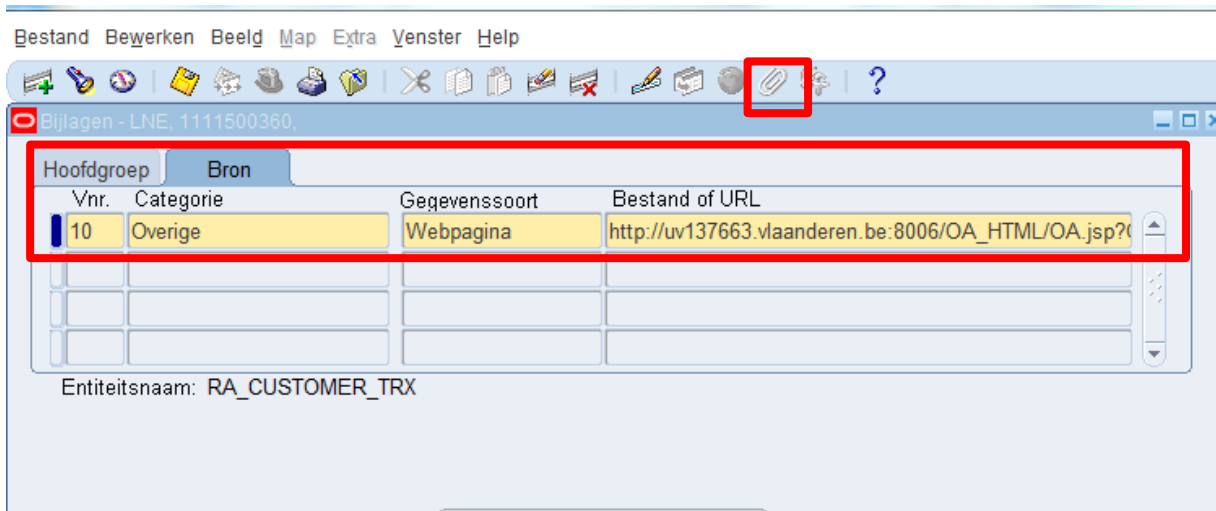 Bestand Bewerken Beeld Map Extra Venster Help
?
Bijlagen - LNE, 1111500360,
Hoofdgroep Bron
Vnr. Categorie Gegevenssoort Bestand of URL
10 Overige Webpagina http://uv137663.vlaanderen.be:8006/OA_HTML/OA.jsp?
Entiteitsnaam: RA_CUSTOMER_TRX